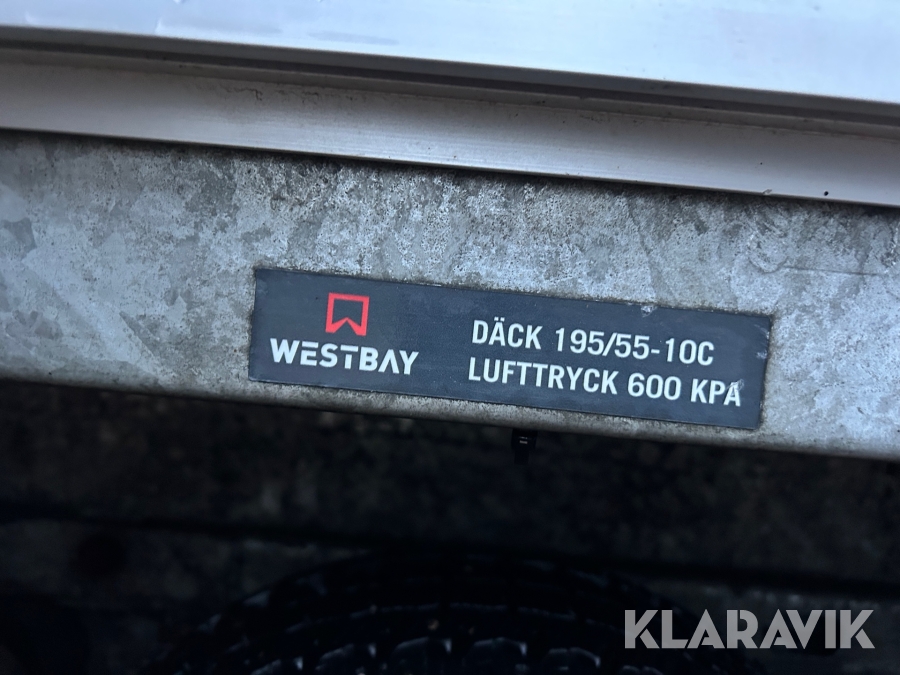 WESTBAY
DÄCK 195/55-10C
LUFTTRYCK 600 KPA
KLARAVIK